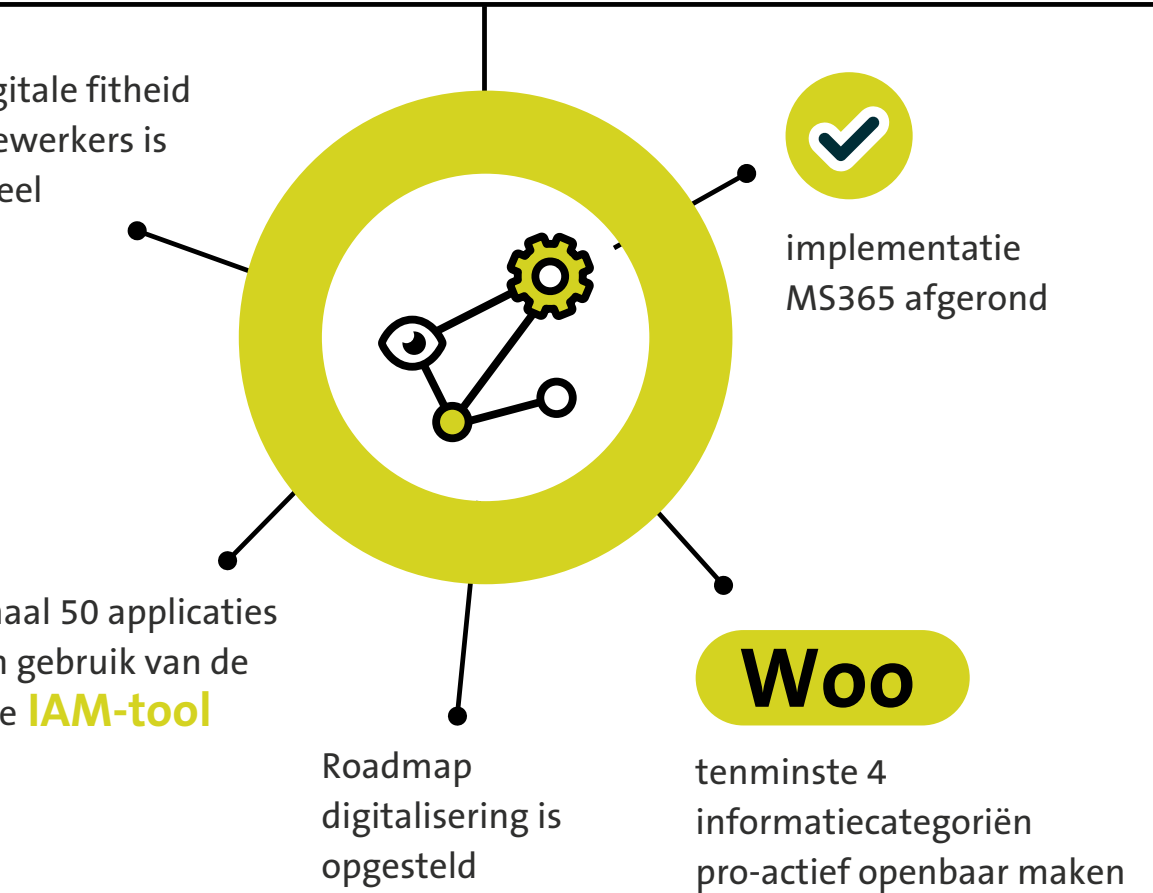 gitale fitheid
ewerkers is
eel
implementatie
MS365 afgerond
aal 50 applicaties
gebruik van de
e IAM-tool
Roadmap
digitalisering is
opgesteld
Woo
tenminste 4
informatiecategoriën
pro-actief openbaar maken